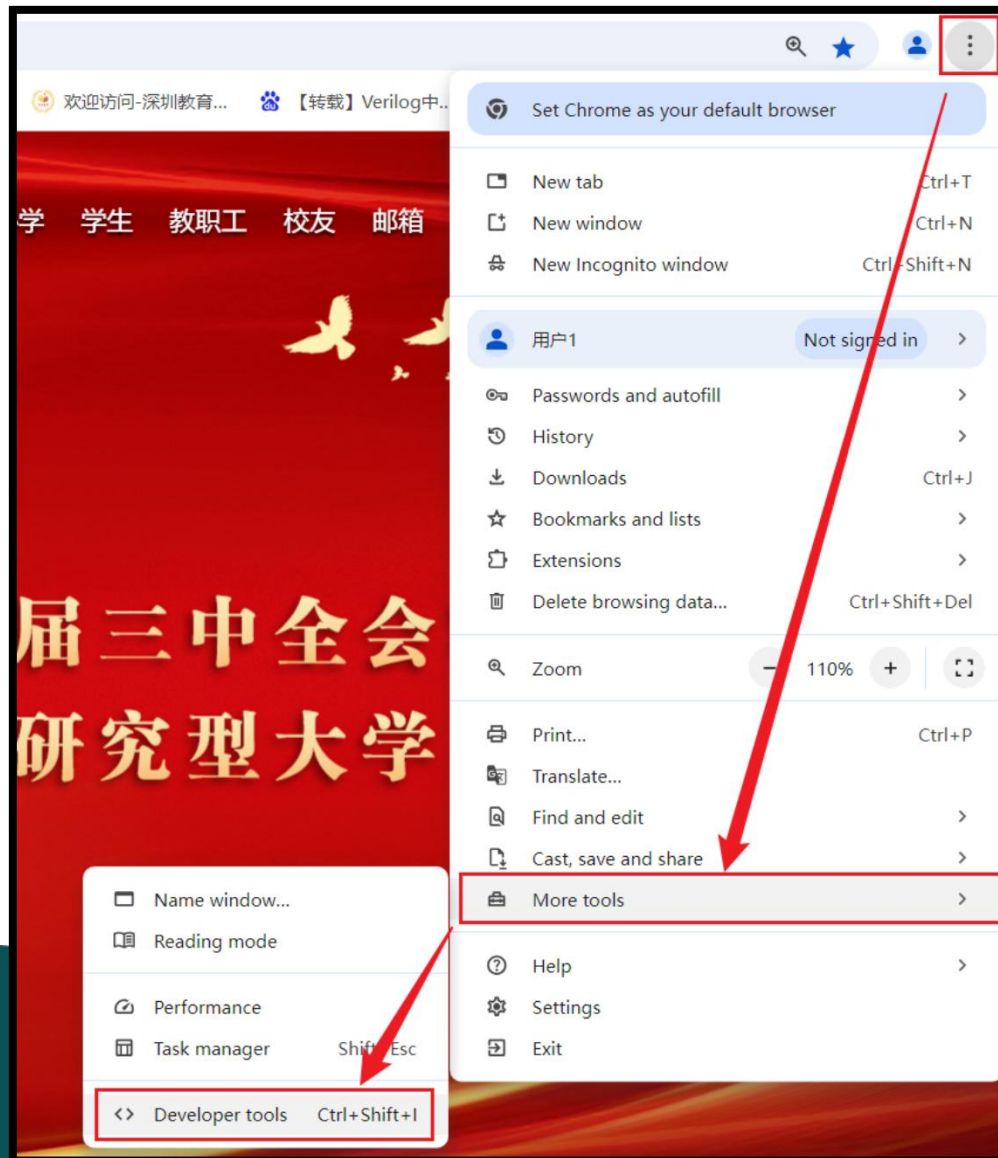 欢迎访问-深圳教育... 【转载】Verilog中...
学 学生 教职工 校友 邮箱
届三中全会
研究型大学
Set Chrome as your default browser
New tab Ctrl+T
New window Ctrl+N
New Incognito window Ctrl+Shift+N
用户1 Not signed in
Passwords and autofill
History
Downloads Ctrl+J
Bookmarks and lists
Extensions
Delete browsing data... Ctrl+Shift+Del
Zoom - 110% +
Print... Ctrl+P
Translate...
Find and edit
Cast, save and share
More tools
Help
Settings
Exit
Name window...
Reading mode
Performance
Task manager Shift+Esc
Developer tools Ctrl+Shift+I